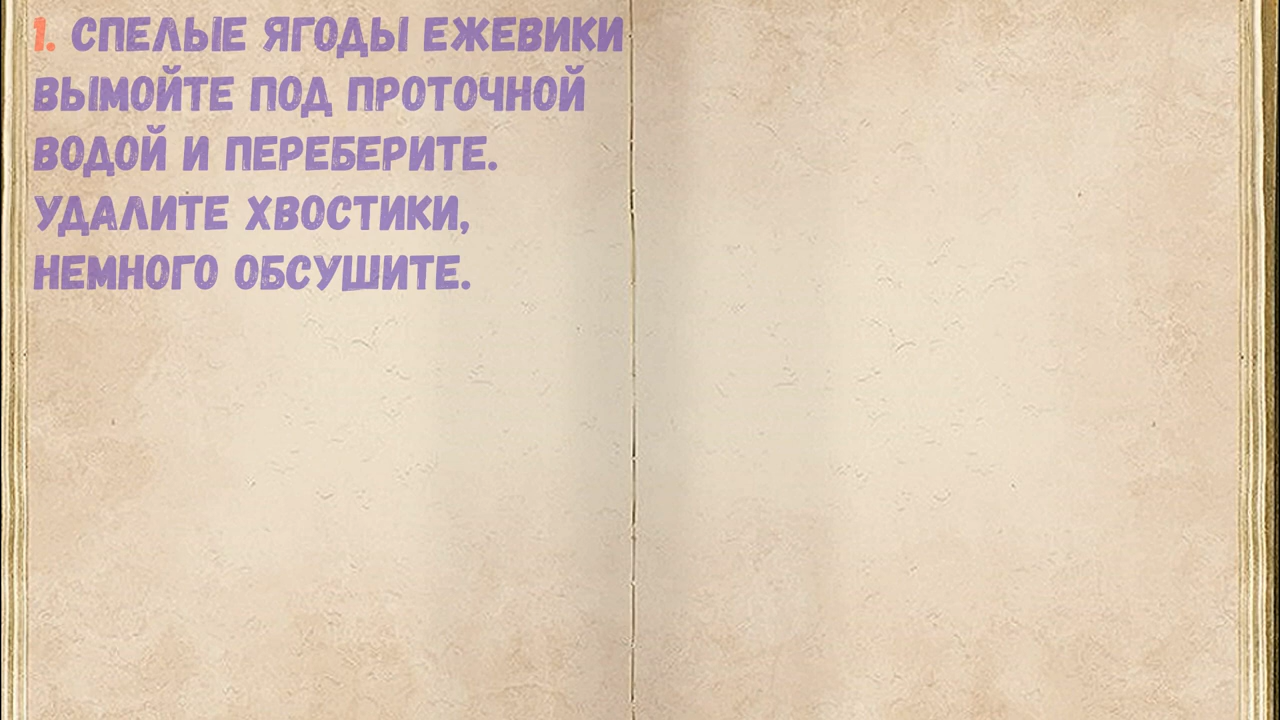 1. СПЕЛЫЕ ЯГОДЫ ЕЖЕВИКИ
ВЫМОЙТЕ ПОД ПРОТОЧНОЙ
ВОДОЙ И ПЕРЕБЕРИТЕ.
УДАЛИТЕ ХВОСТИКИ,
НЕМНОГО ОБСУШИТЕ.